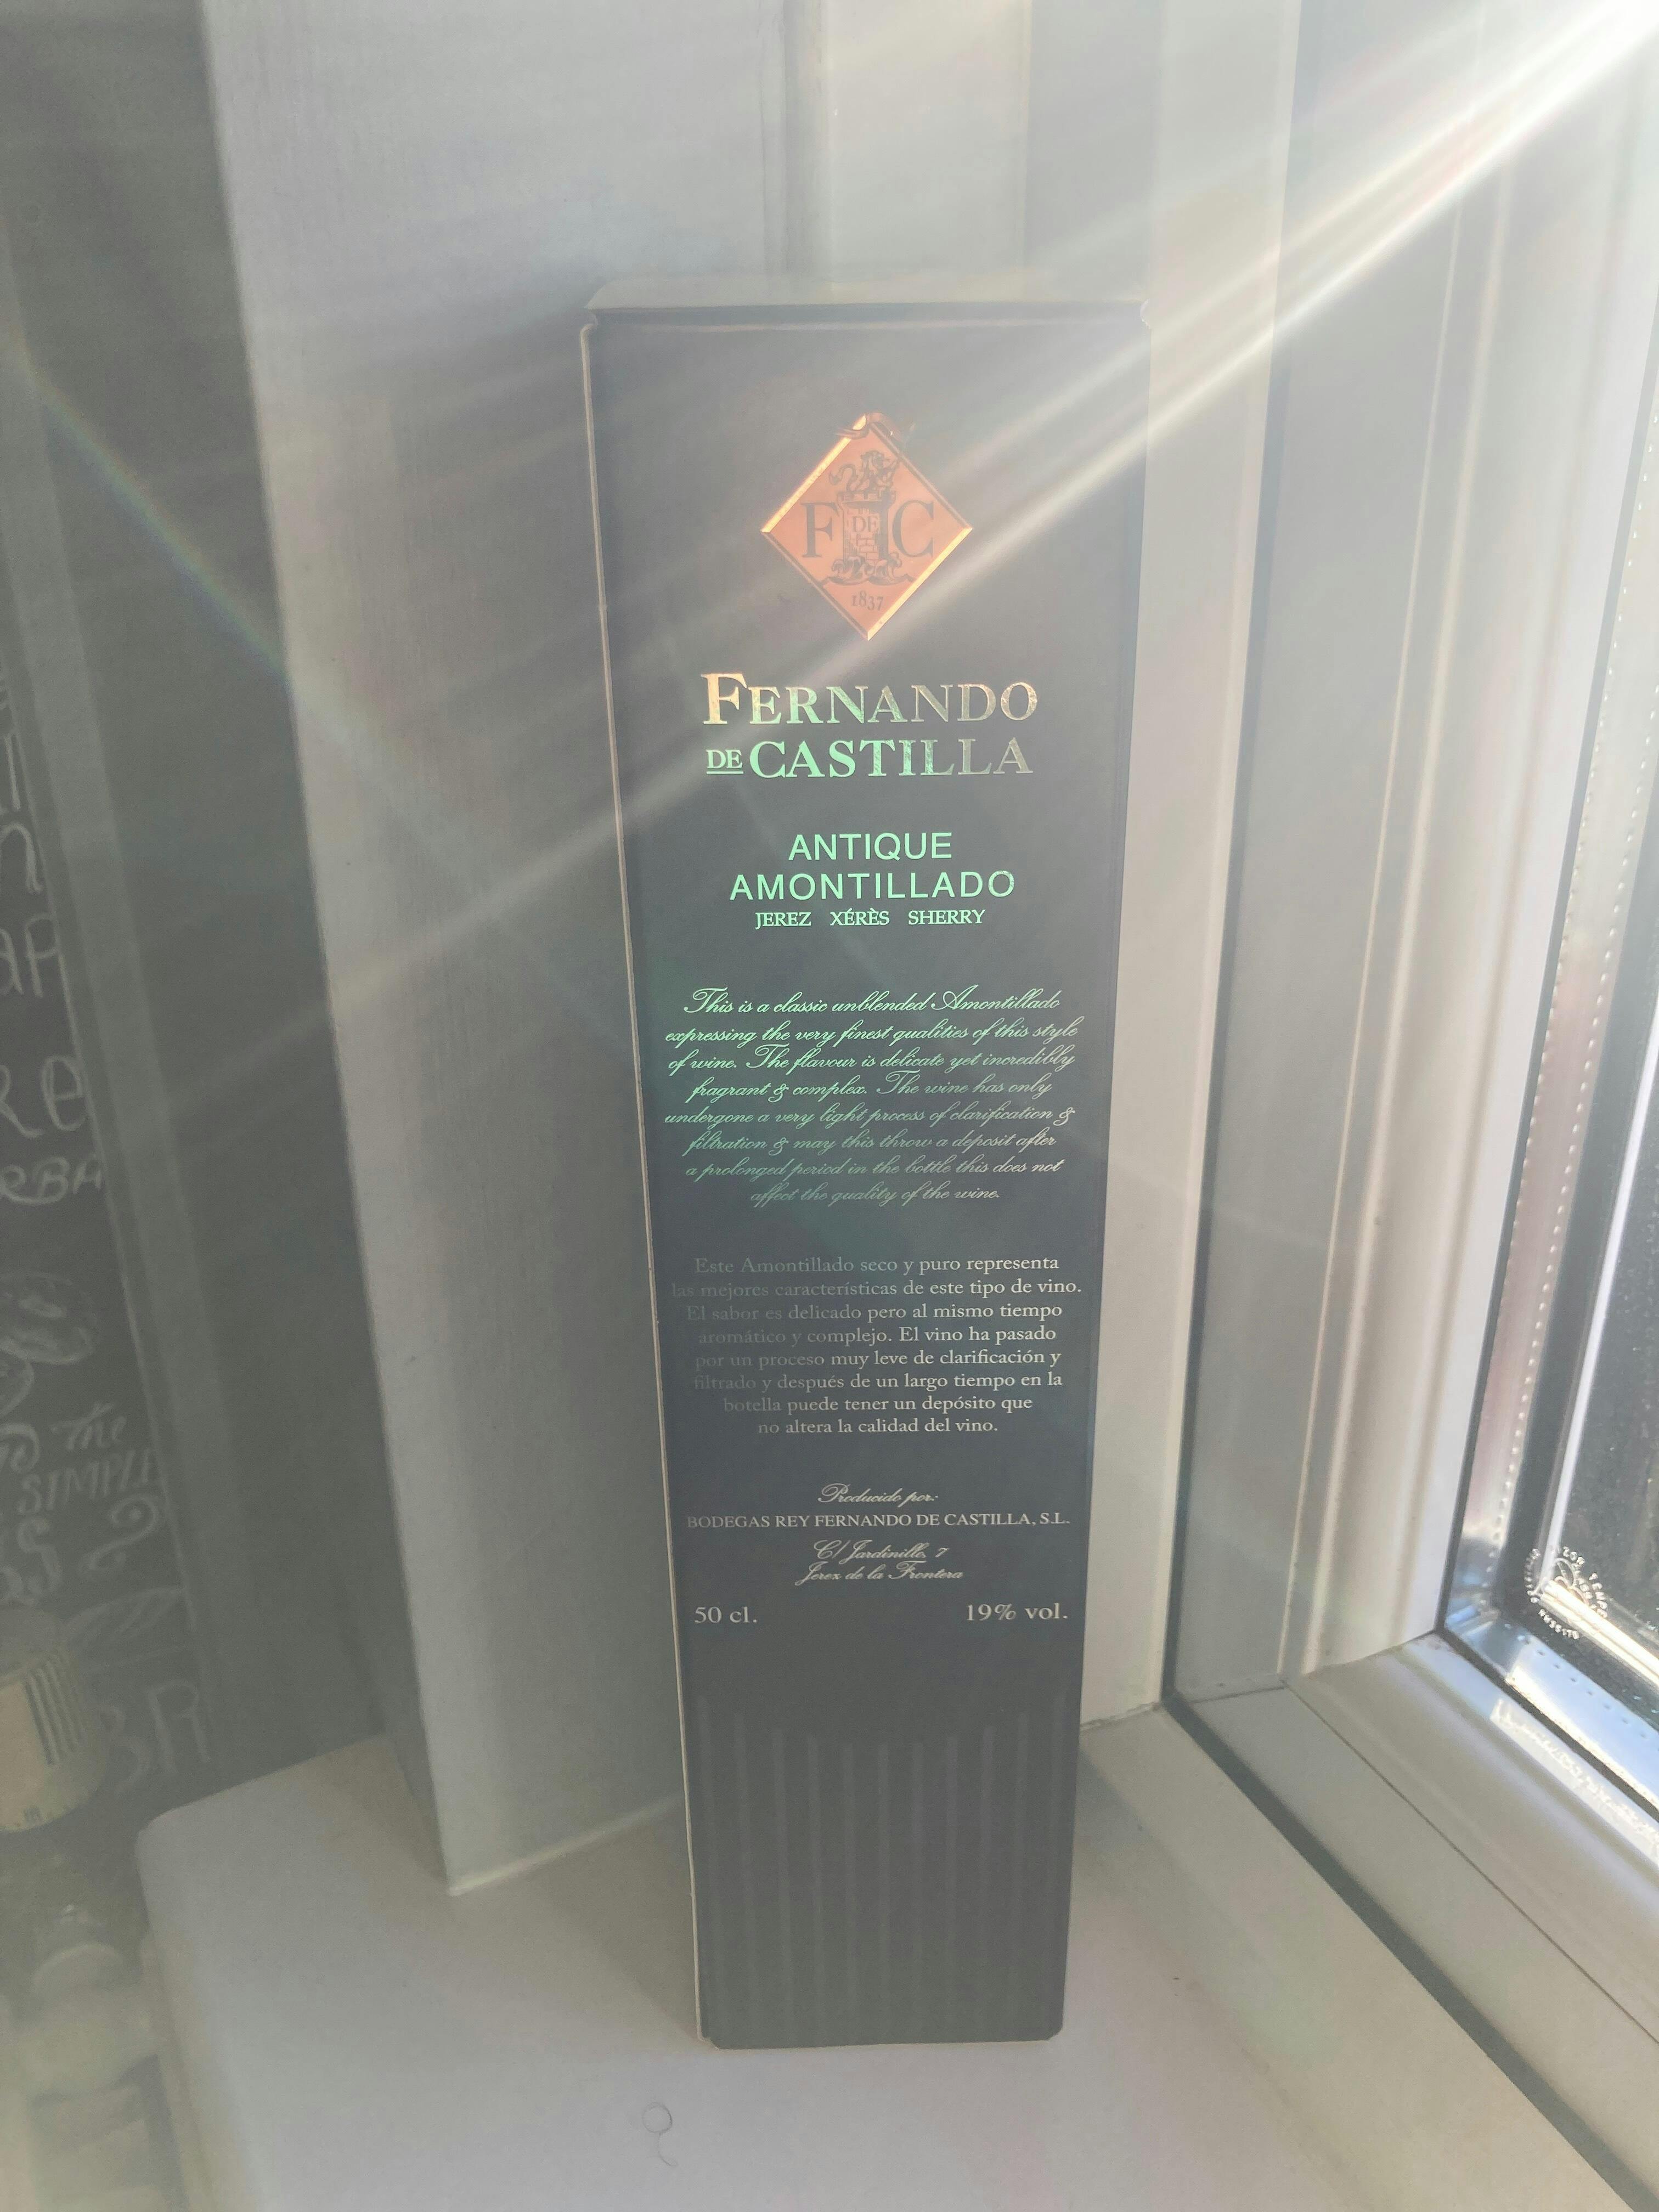 F DE C
1837
FERNANDO
DE CASTILLA
ANTIQUE
AMONTILLADO
JEREZ XÉRÈS SHERRY
This is a classic unblended Amontillado
expressing the very finest qualities of this style
of wine. The flavour is delicate yet incredibly
fragrant & complex. The wine has only
undergone a very light process of clarification &
filtration & may this throw a deposit after
a prolonged period in the bottle this does not
affect the quality of the wine.
Este Amontillado seco y puro representa
las mejores características de este tipo de vino.
El sabor es delicado pero al mismo tiempo
aromático y complejo. El vino ha pasado
por un proceso muy leve de clarificación y
filtrado y después de un largo tiempo en la
botella puede tener un depósito que
no altera la calidad del vino.
Producido por:
BODEGAS REY FERNANDO DE CASTILLA, S.L.
C/ Jardinillo, 7
Jerez de la Frontera
50 cl. 19% vol.
the